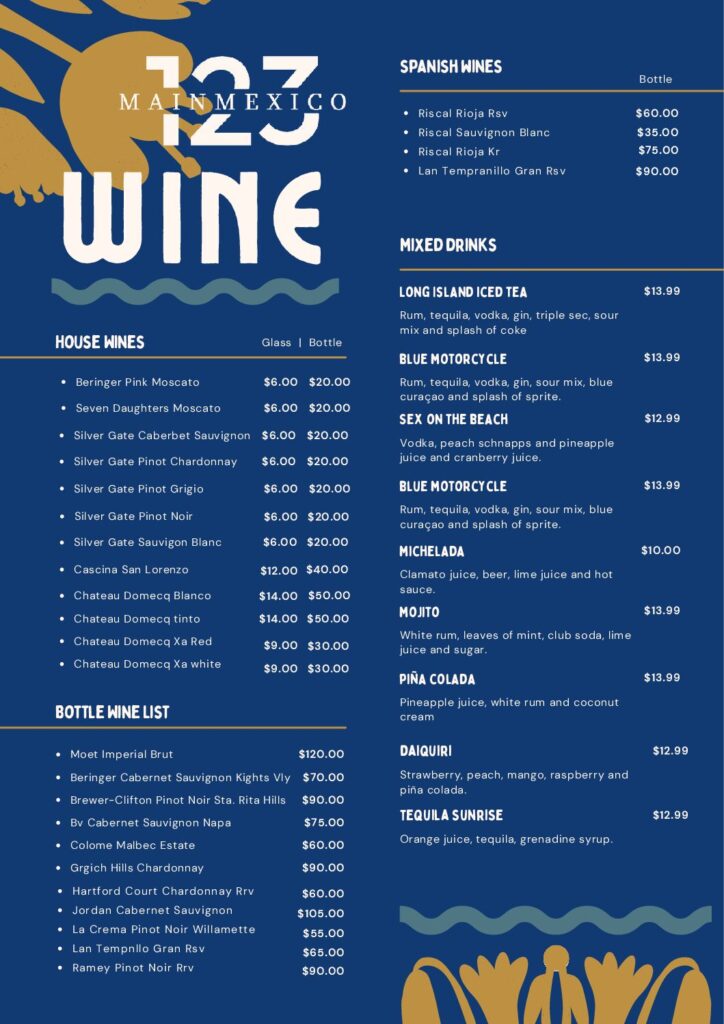 123
MAINMEXICO
WINE
HOUSE WINES Glass | Bottle
• Beringer Pink Moscato $6.00 $20.00
• Seven Daughters Moscato $6.00 $20.00
• Silver Gate Caberbet Sauvignon $6.00 $20.00
• Silver Gate Pinot Chardonnay $6.00 $20.00
• Silver Gate Pinot Grigio $6.00 $20.00
• Silver Gate Pinot Noir $6.00 $20.00
• Silver Gate Sauvigon Blanc $6.00 $20.00
• Cascina San Lorenzo $12.00 $40.00
• Chateau Domecq Blanco $14.00 $50.00
• Chateau Domecq tinto $14.00 $50.00
• Chateau Domecq Xa Red $9.00 $30.00
• Chateau Domecq Xa white $9.00 $30.00
BOTTLE WINE LIST
• Moet Imperial Brut $120.00
• Beringer Cabernet Sauvignon Kights Vly $70.00
• Brewer-Clifton Pinot Noir Sta. Rita Hills $90.00
• Bv Cabernet Sauvignon Napa $75.00
• Colome Malbec Estate $60.00
• Grgich Hills Chardonnay $90.00
• Hartford Court Chardonnay Rrv $60.00
• Jordan Cabernet Sauvignon $105.00
• La Crema Pinot Noir Willamette $55.00
• Lan Tempnllo Gran Rsv $65.00
• Ramey Pinot Noir Rrv $90.00
SPANISH WINES
Bottle
• Riscal Rioja Rsv $60.00
• Riscal Sauvignon Blanc $35.00
• Riscal Rioja Kr $75.00
• Lan Tempranillo Gran Rsv $90.00
MIXED DRINKS
LONG ISLAND ICED TEA $13.99
Rum, tequila, vodka, gin, triple sec, sour
mix and splash of coke
BLUE MOTORCYCLE $13.99
Rum, tequila, vodka, gin, sour mix, blue
curaçao and splash of sprite.
SEX ON THE BEACH $12.99
Vodka, peach schnapps and pineapple
juice and cranberry juice.
BLUE MOTORCYCLE $13.99
Rum, tequila, vodka, gin, sour mix, blue
curaçao and splash of sprite.
MICHELADA $10.00
Clamato juice, beer, lime juice and hot
sauce.
MOJITO $13.99
White rum, leaves of mint, club soda, lime
juice and sugar.
PIÑA COLADA $13.99
Pineapple juice, white rum and coconut
cream
DAIQUIRI $12.99
Strawberry, peach, mango, raspberry and
piña colada.
TEQUILA SUNRISE $12.99
Orange juice, tequila, grenadine syrup.